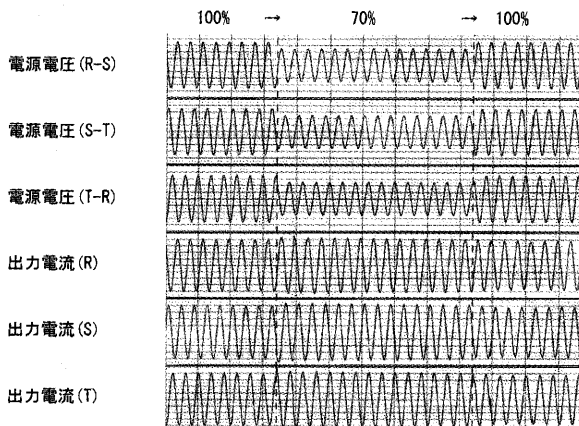 100% → 70% → 100%
電源電圧(R-S)
電源電圧(S-T)
電源電圧(T-R)
出力電流(R)
出力電流(S)
出力電流(T)